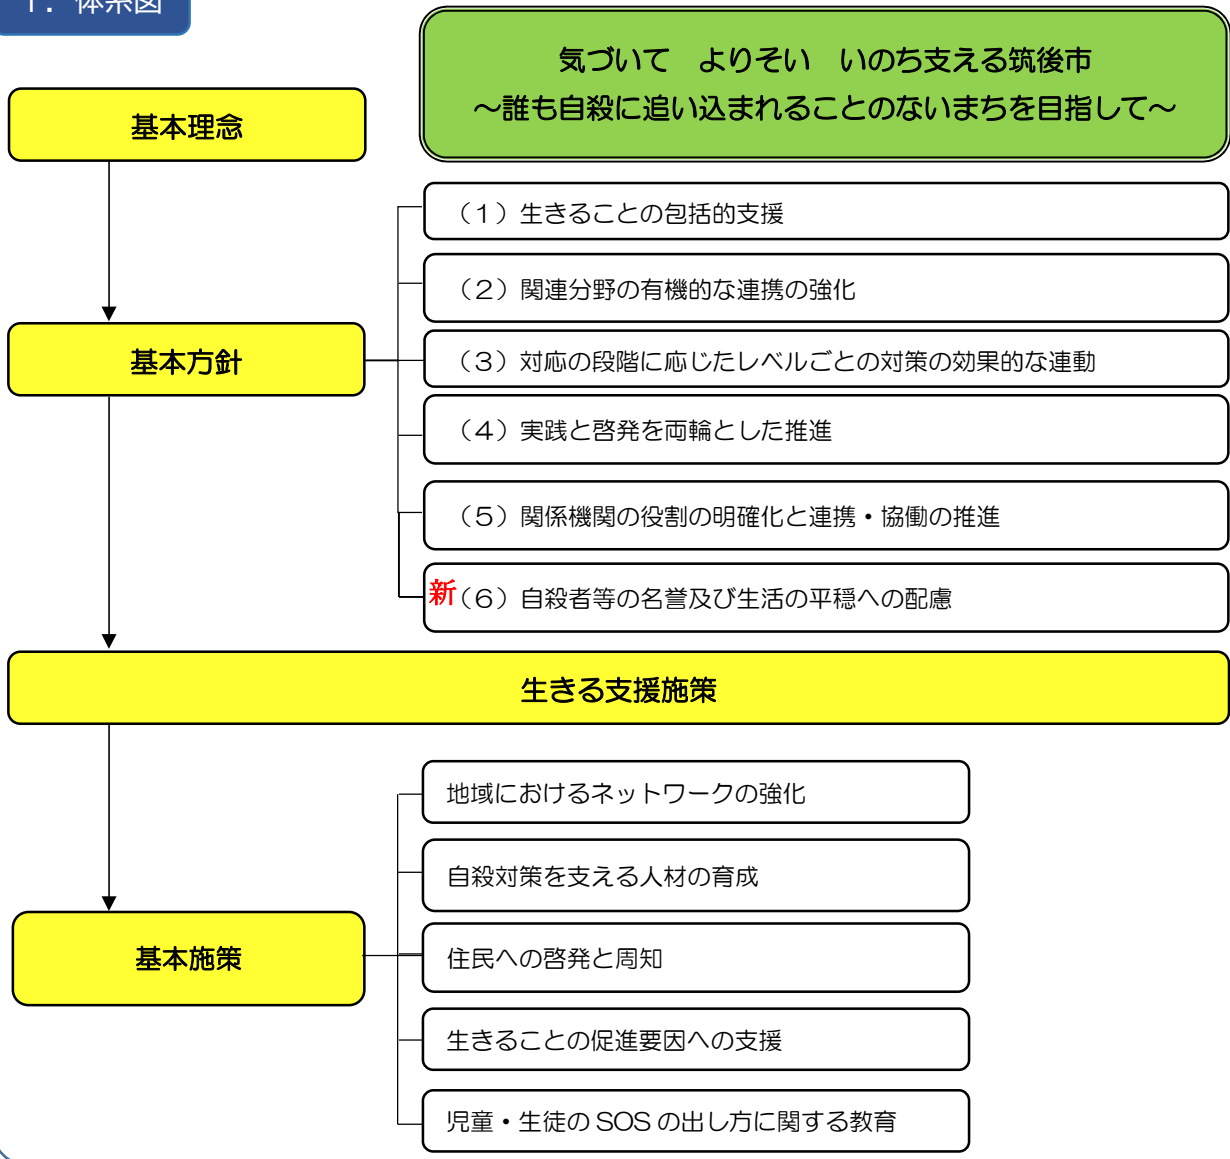 1．体系図
気づいて　よりそい　いのち支える筑後市
～誰も自殺に追い込まれることのないまちを目指して～
基本理念
（1）生きることの包括的支援
（2）関連分野の有機的な連携の強化
基本方針
（3）対応の段階に応じたレベルごとの対策の効果的な連動
（4）実践と啓発を両輪とした推進
（5）関係機関の役割の明確化と連携・協働の推進
新（6）自殺者等の名誉及び生活の平穏への配慮
生きる支援施策
地域におけるネットワークの強化
自殺対策を支える人材の育成
基本施策
住民への啓発と周知
生きることの促進要因への支援
児童・生徒の SOS の出し方に関する教育